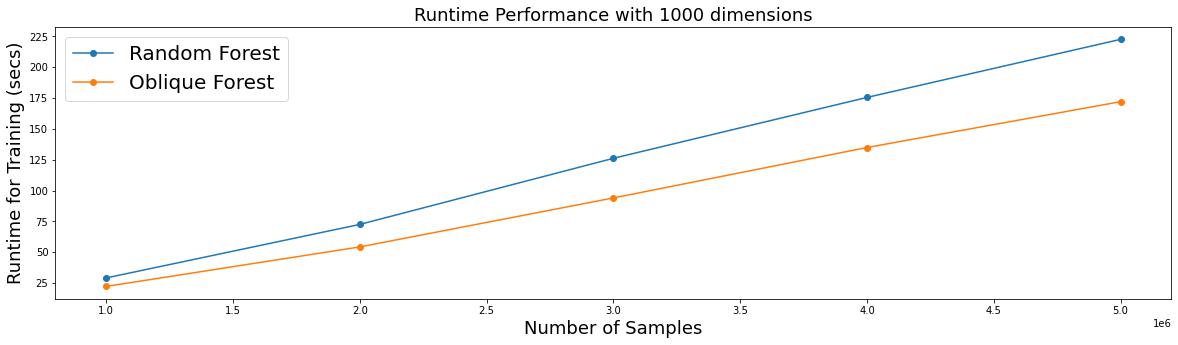 Runtime Performance with 1000 dimensions
Runtime for Training (secs)
225
200
175
150
125
100
75
50
25
Random Forest
Oblique Forest
1.0 1.5 2.0 2.5 3.0 3.5 4.0 4.5 5.0
1e6
Number of Samples